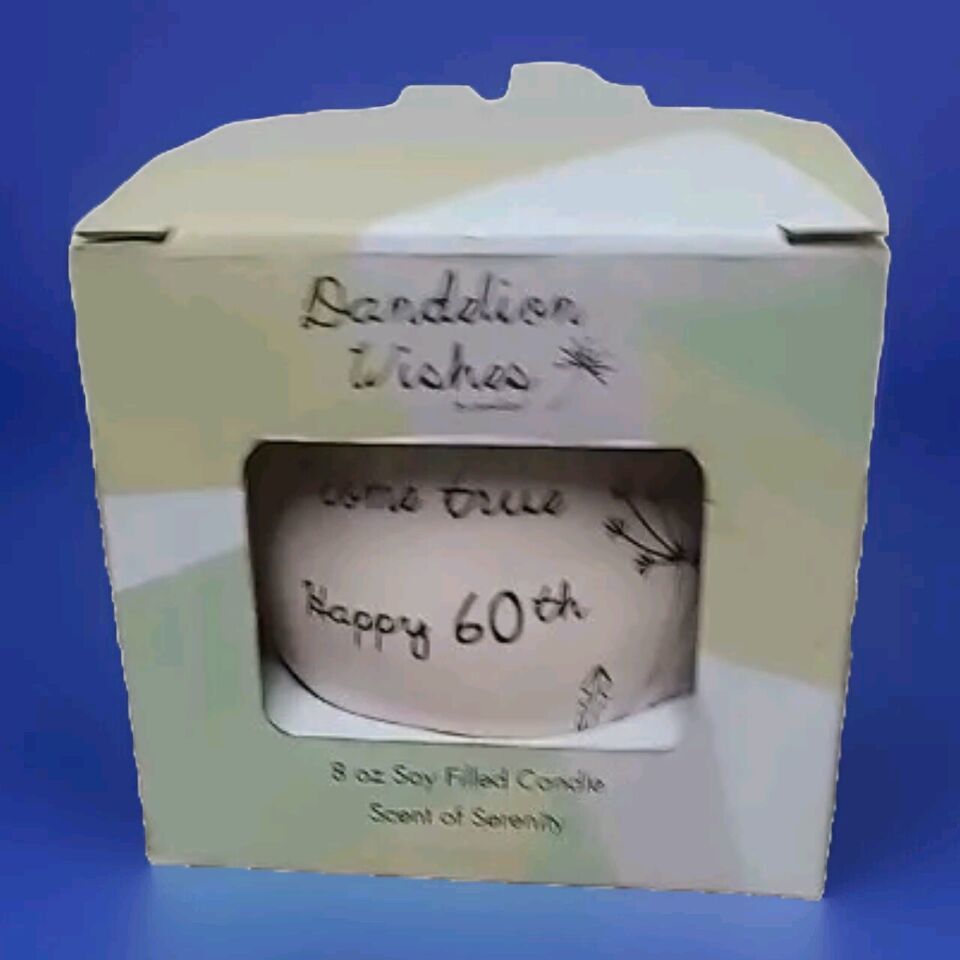 Dandelion
Wishes
come true
Happy 60th
8 oz Soy Filled Candle
Scent of Serenity